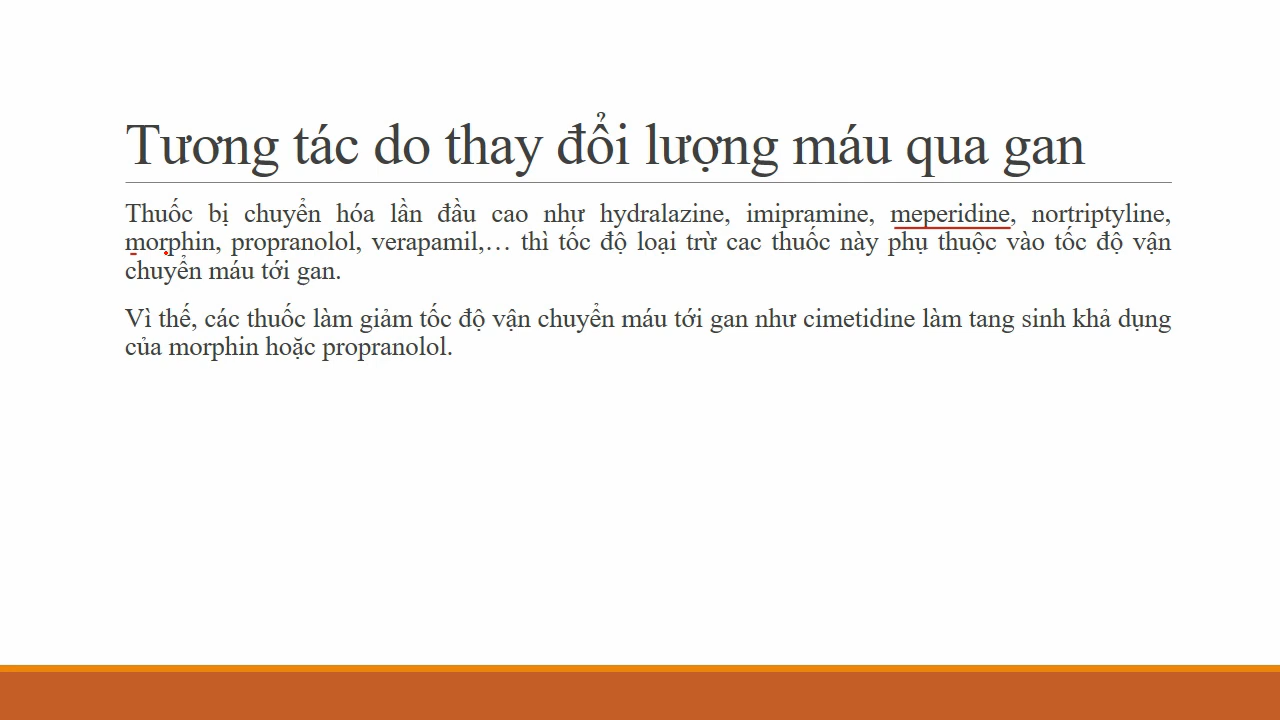 Tương tác do thay đổi lượng máu qua gan
Thuốc bị chuyển hóa lần đầu cao như hydralazine, imipramine, meperidine, nortriptyline,
morphin, propranolol, verapamil,… thì tốc độ loại trừ cac thuốc này phụ thuộc vào tốc độ vận
chuyển máu tới gan.
Vì thế, các thuốc làm giảm tốc độ vận chuyển máu tới gan như cimetidine làm tang sinh khả dụng
của morphin hoặc propranolol.